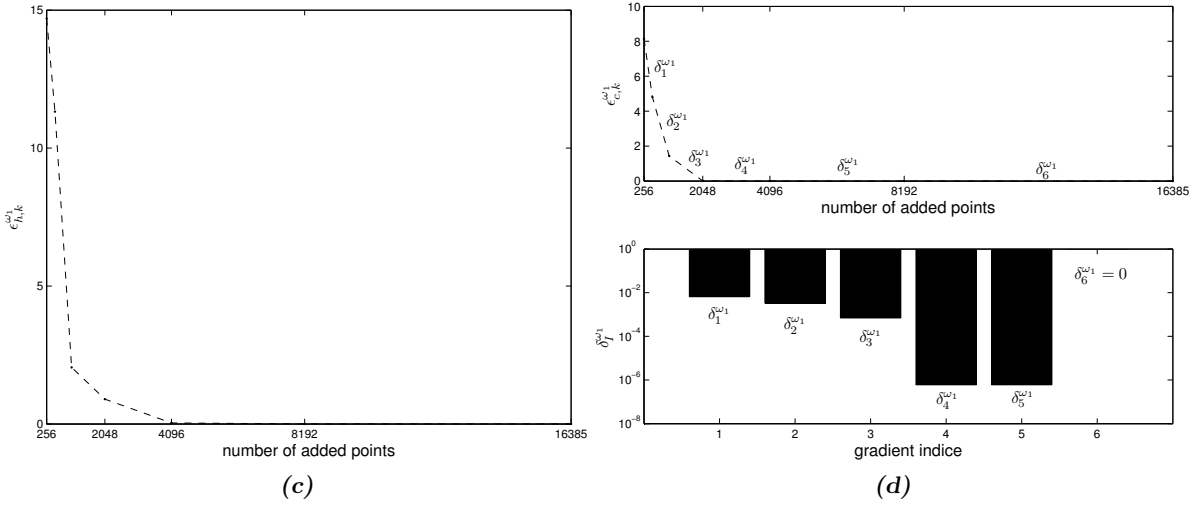 15
10
5
0
ϵ_{h,k}^{ω_1}
256 2048 4096 8192 16385
number of added points
(c)
10
8
6
4
2
0
ϵ_{c,k}^{ω_1}
δ_1^{ω_1}
δ_2^{ω_1}
δ_3^{ω_1} δ_4^{ω_1} δ_5^{ω_1} δ_6^{ω_1}
256 2048 4096 8192 16385
number of added points
10^0
10^{-2}
10^{-4}
10^{-6}
10^{-8}
δ_I^{ω_1}
δ_6^{ω_1} = 0
δ_1^{ω_1} δ_2^{ω_1} δ_3^{ω_1}
δ_4^{ω_1} δ_5^{ω_1}
1 2 3 4 5 6
gradient indice
(d)